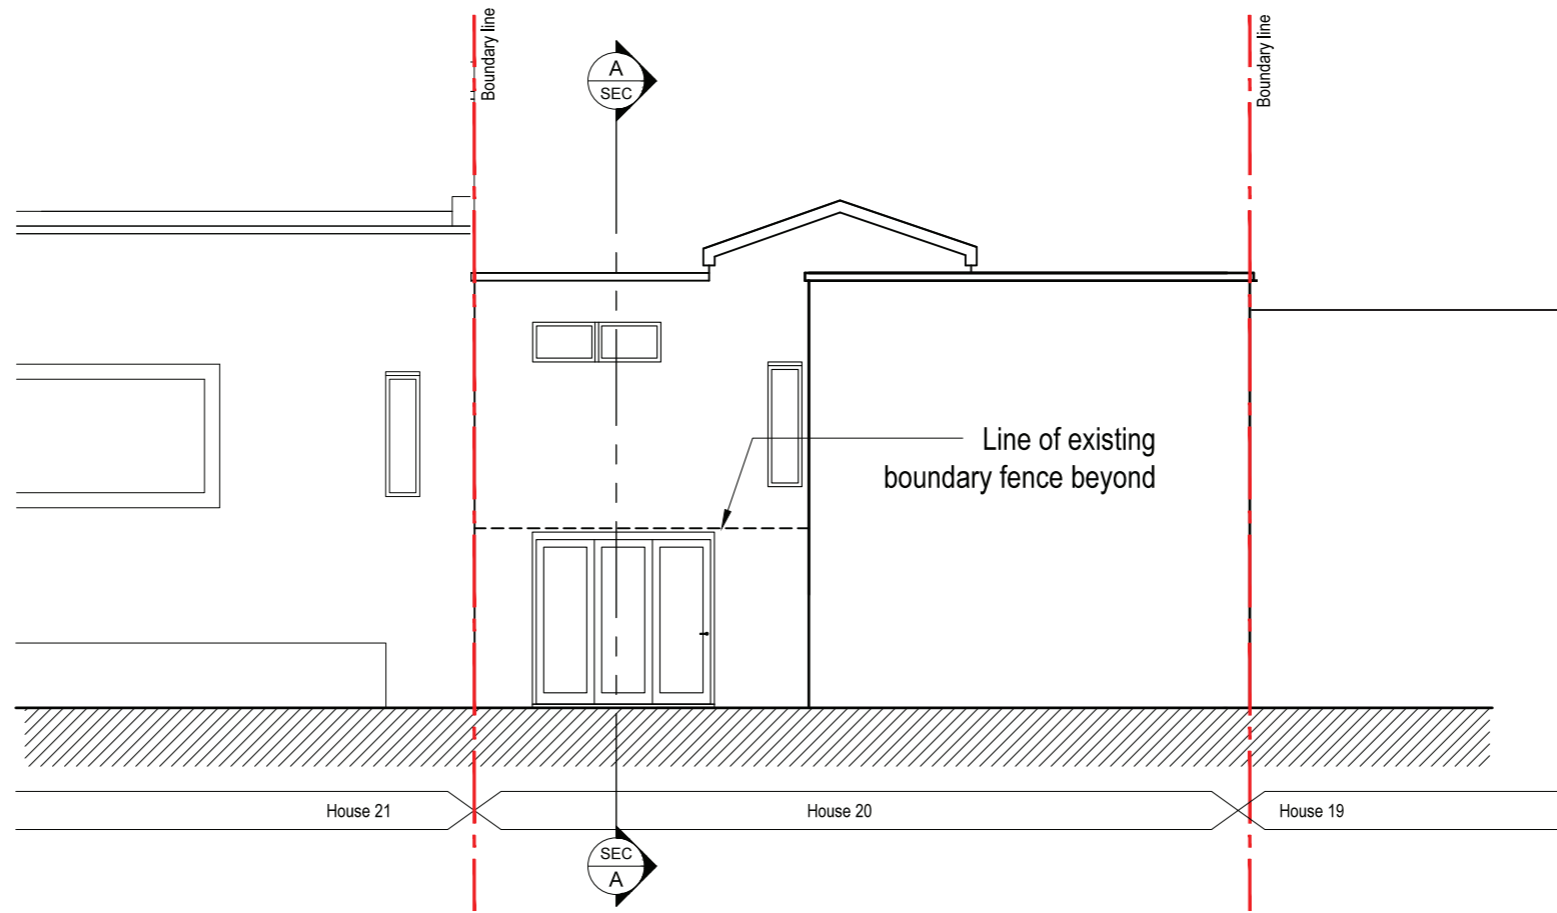 Boundary line
A
SEC
Boundary line
Line of existing
boundary fence beyond
House 21
House 20
House 19
SEC
A